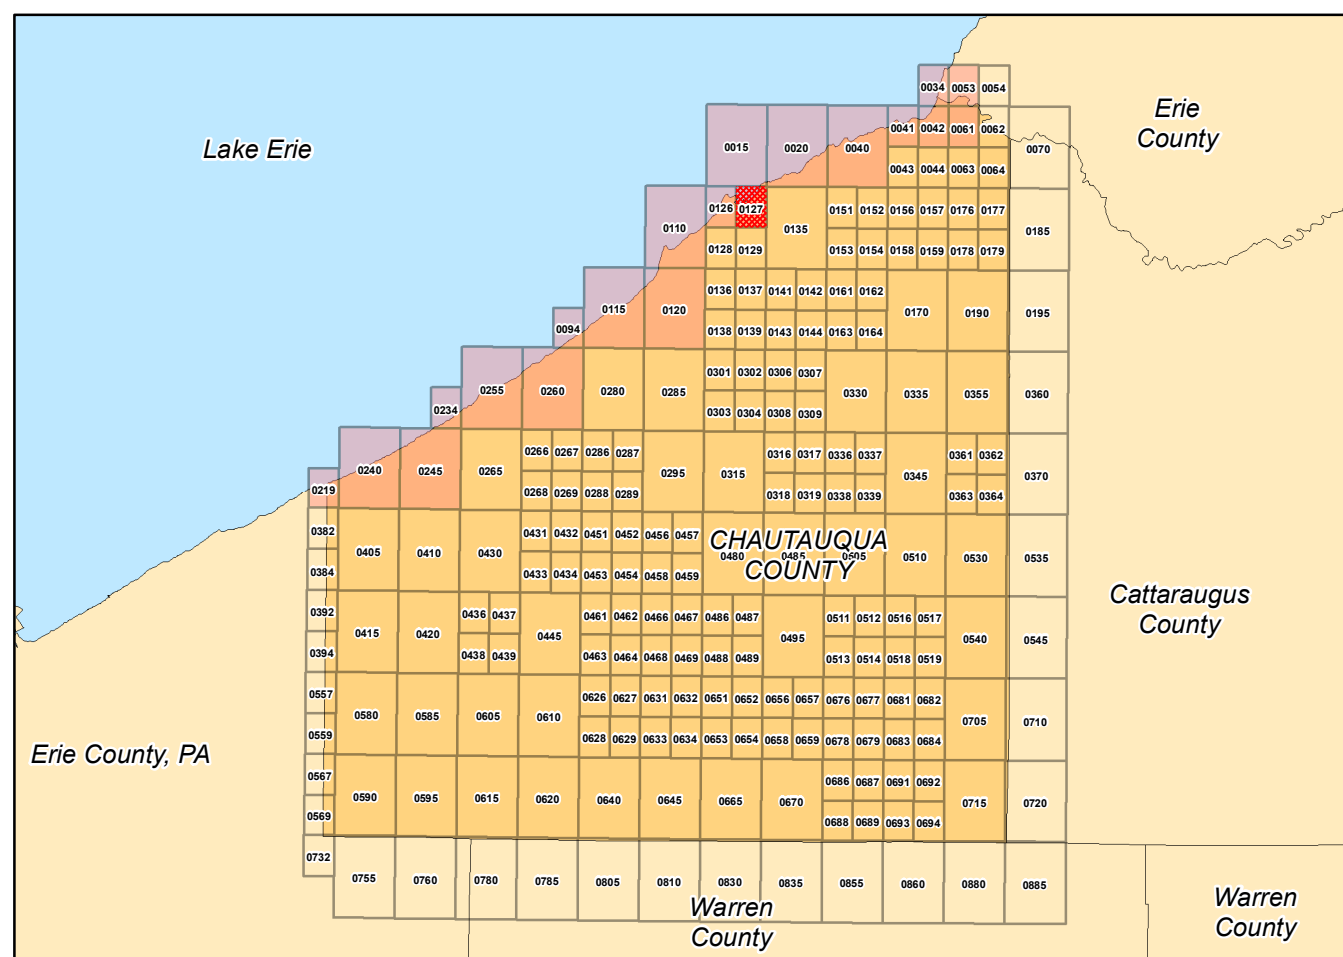 0034 0053 0054
Erie
County
Lake Erie
0015 0020 0040 0041 0042 0061 0062 0070
0043 0044 0063 0064
0110 0126 0127 0135 0151 0152 0156 0157 0176 0177 0185
0128 0129 0153 0154 0158 0159 0178 0179
0094 0115 0120 0136 0137 0141 0142 0161 0162 0170 0190 0195
0138 0139 0143 0144 0163 0164
0234 0255 0260 0280 0285 0301 0302 0306 0307 0330 0335 0355 0360
0303 0304 0308 0309
0219 0240 0245 0265 0266 0267 0286 0287 0295 0315 0316 0317 0336 0337 0345 0361 0362 0370
0268 0269 0288 0289 0318 0319 0338 0339 0363 0364
0382 0405 0410 0430 0431 0432 0451 0452 0456 0457 0480 0485 0505 0510 0530 0535
CHAUTAUQUA
COUNTY
0384 0433 0434 0453 0454 0458 0459
Cattaraugus
County
0392 0415 0420 0436 0437 0445 0461 0462 0466 0467 0486 0487 0495 0511 0512 0516 0517 0540 0545
0394 0438 0439 0463 0464 0468 0469 0488 0489 0513 0514 0518 0519
0557 0580 0585 0605 0610 0626 0627 0631 0632 0651 0652 0656 0657 0676 0677 0681 0682 0705 0710
0559 0628 0629 0633 0634 0653 0654 0658 0659 0678 0679 0683 0684
Erie County, PA
0567 0590 0595 0615 0620 0640 0645 0665 0670 0686 0687 0691 0692 0715 0720
0569 0688 0689 0693 0694
0732 0755 0760 0780 0785 0805 0810 0830 0835 0855 0860 0880 0885
Warren
County
Warren
County